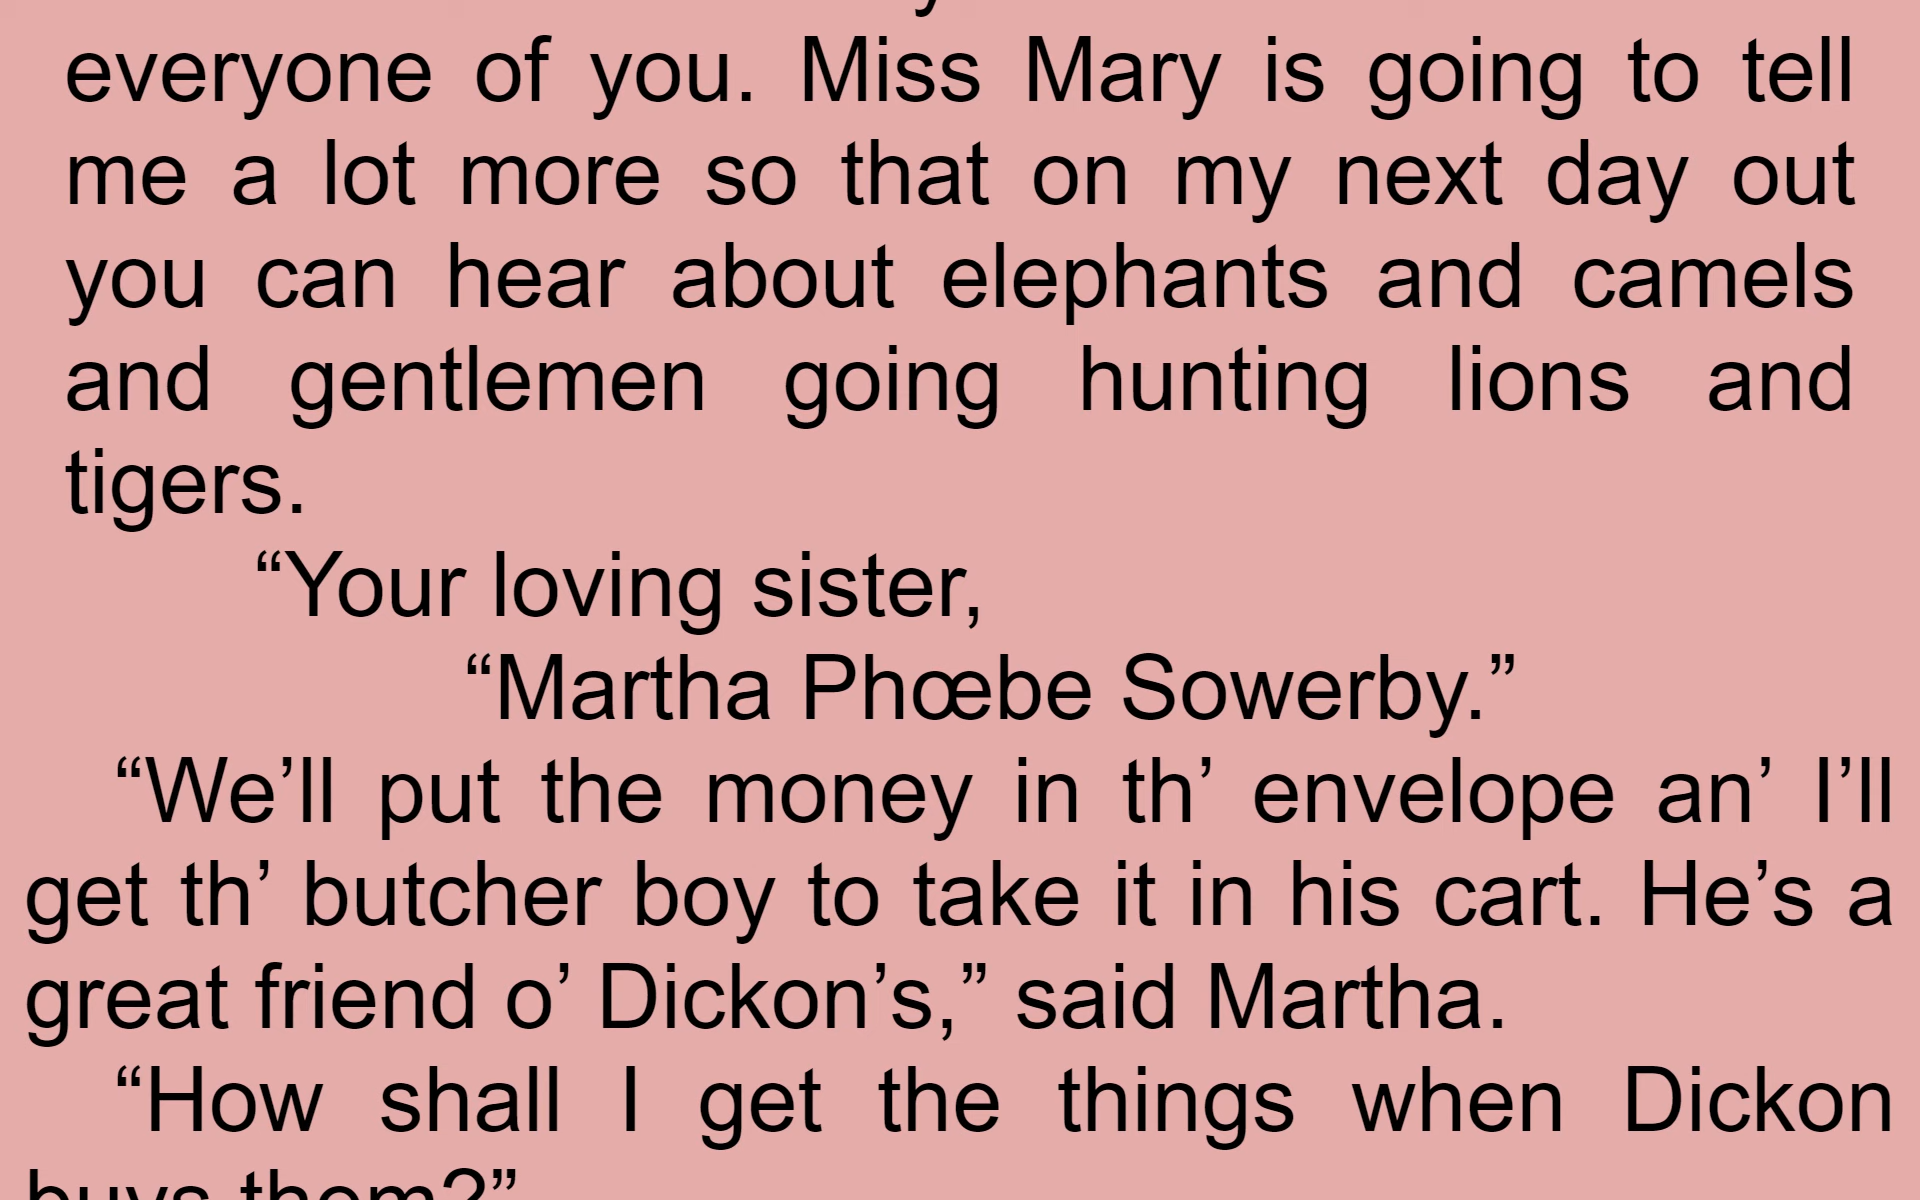 everyone of you. Miss Mary is going to tell
me a lot more so that on my next day out
you can hear about elephants and camels
and gentlemen going hunting lions and
tigers.
“Your loving sister,
“Martha Phœbe Sowerby.”
“We’ll put the money in th’ envelope an’ I’ll
get th’ butcher boy to take it in his cart. He’s a
great friend o’ Dickon’s,” said Martha.
“How shall I get the things when Dickon
buys them?”